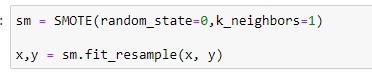 : sm = SMOTE(random_state=0,k_neighbors=1)
x,y = sm.fit_resample(x, y)